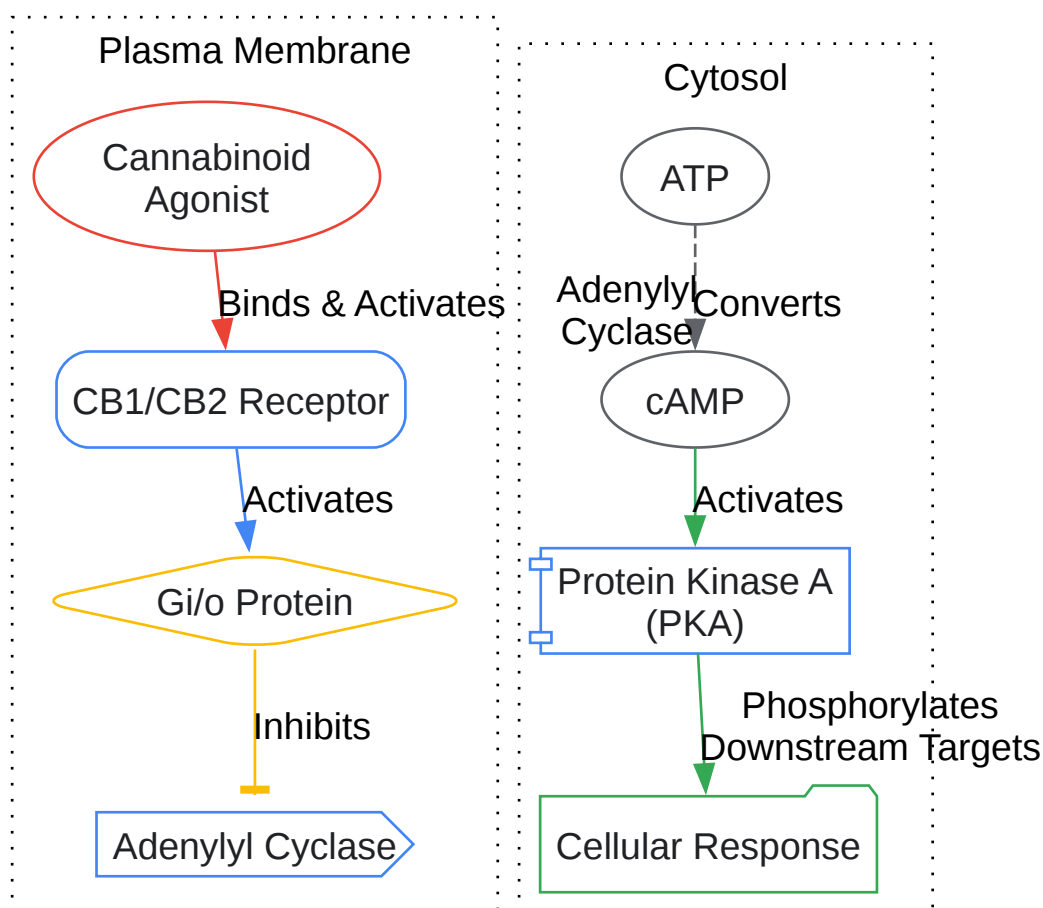 Plasma Membrane
Cannabinoid
Agonist
Binds & Activates
CB1/CB2 Receptor
Activates
Gi/o Protein
Inhibits
Adenylyl Cyclase
Cytosol
ATP
Adenylyl
Cyclase
Converts
cAMP
Activates
Protein Kinase A
(PKA)
Phosphorylates
Downstream Targets
Cellular Response